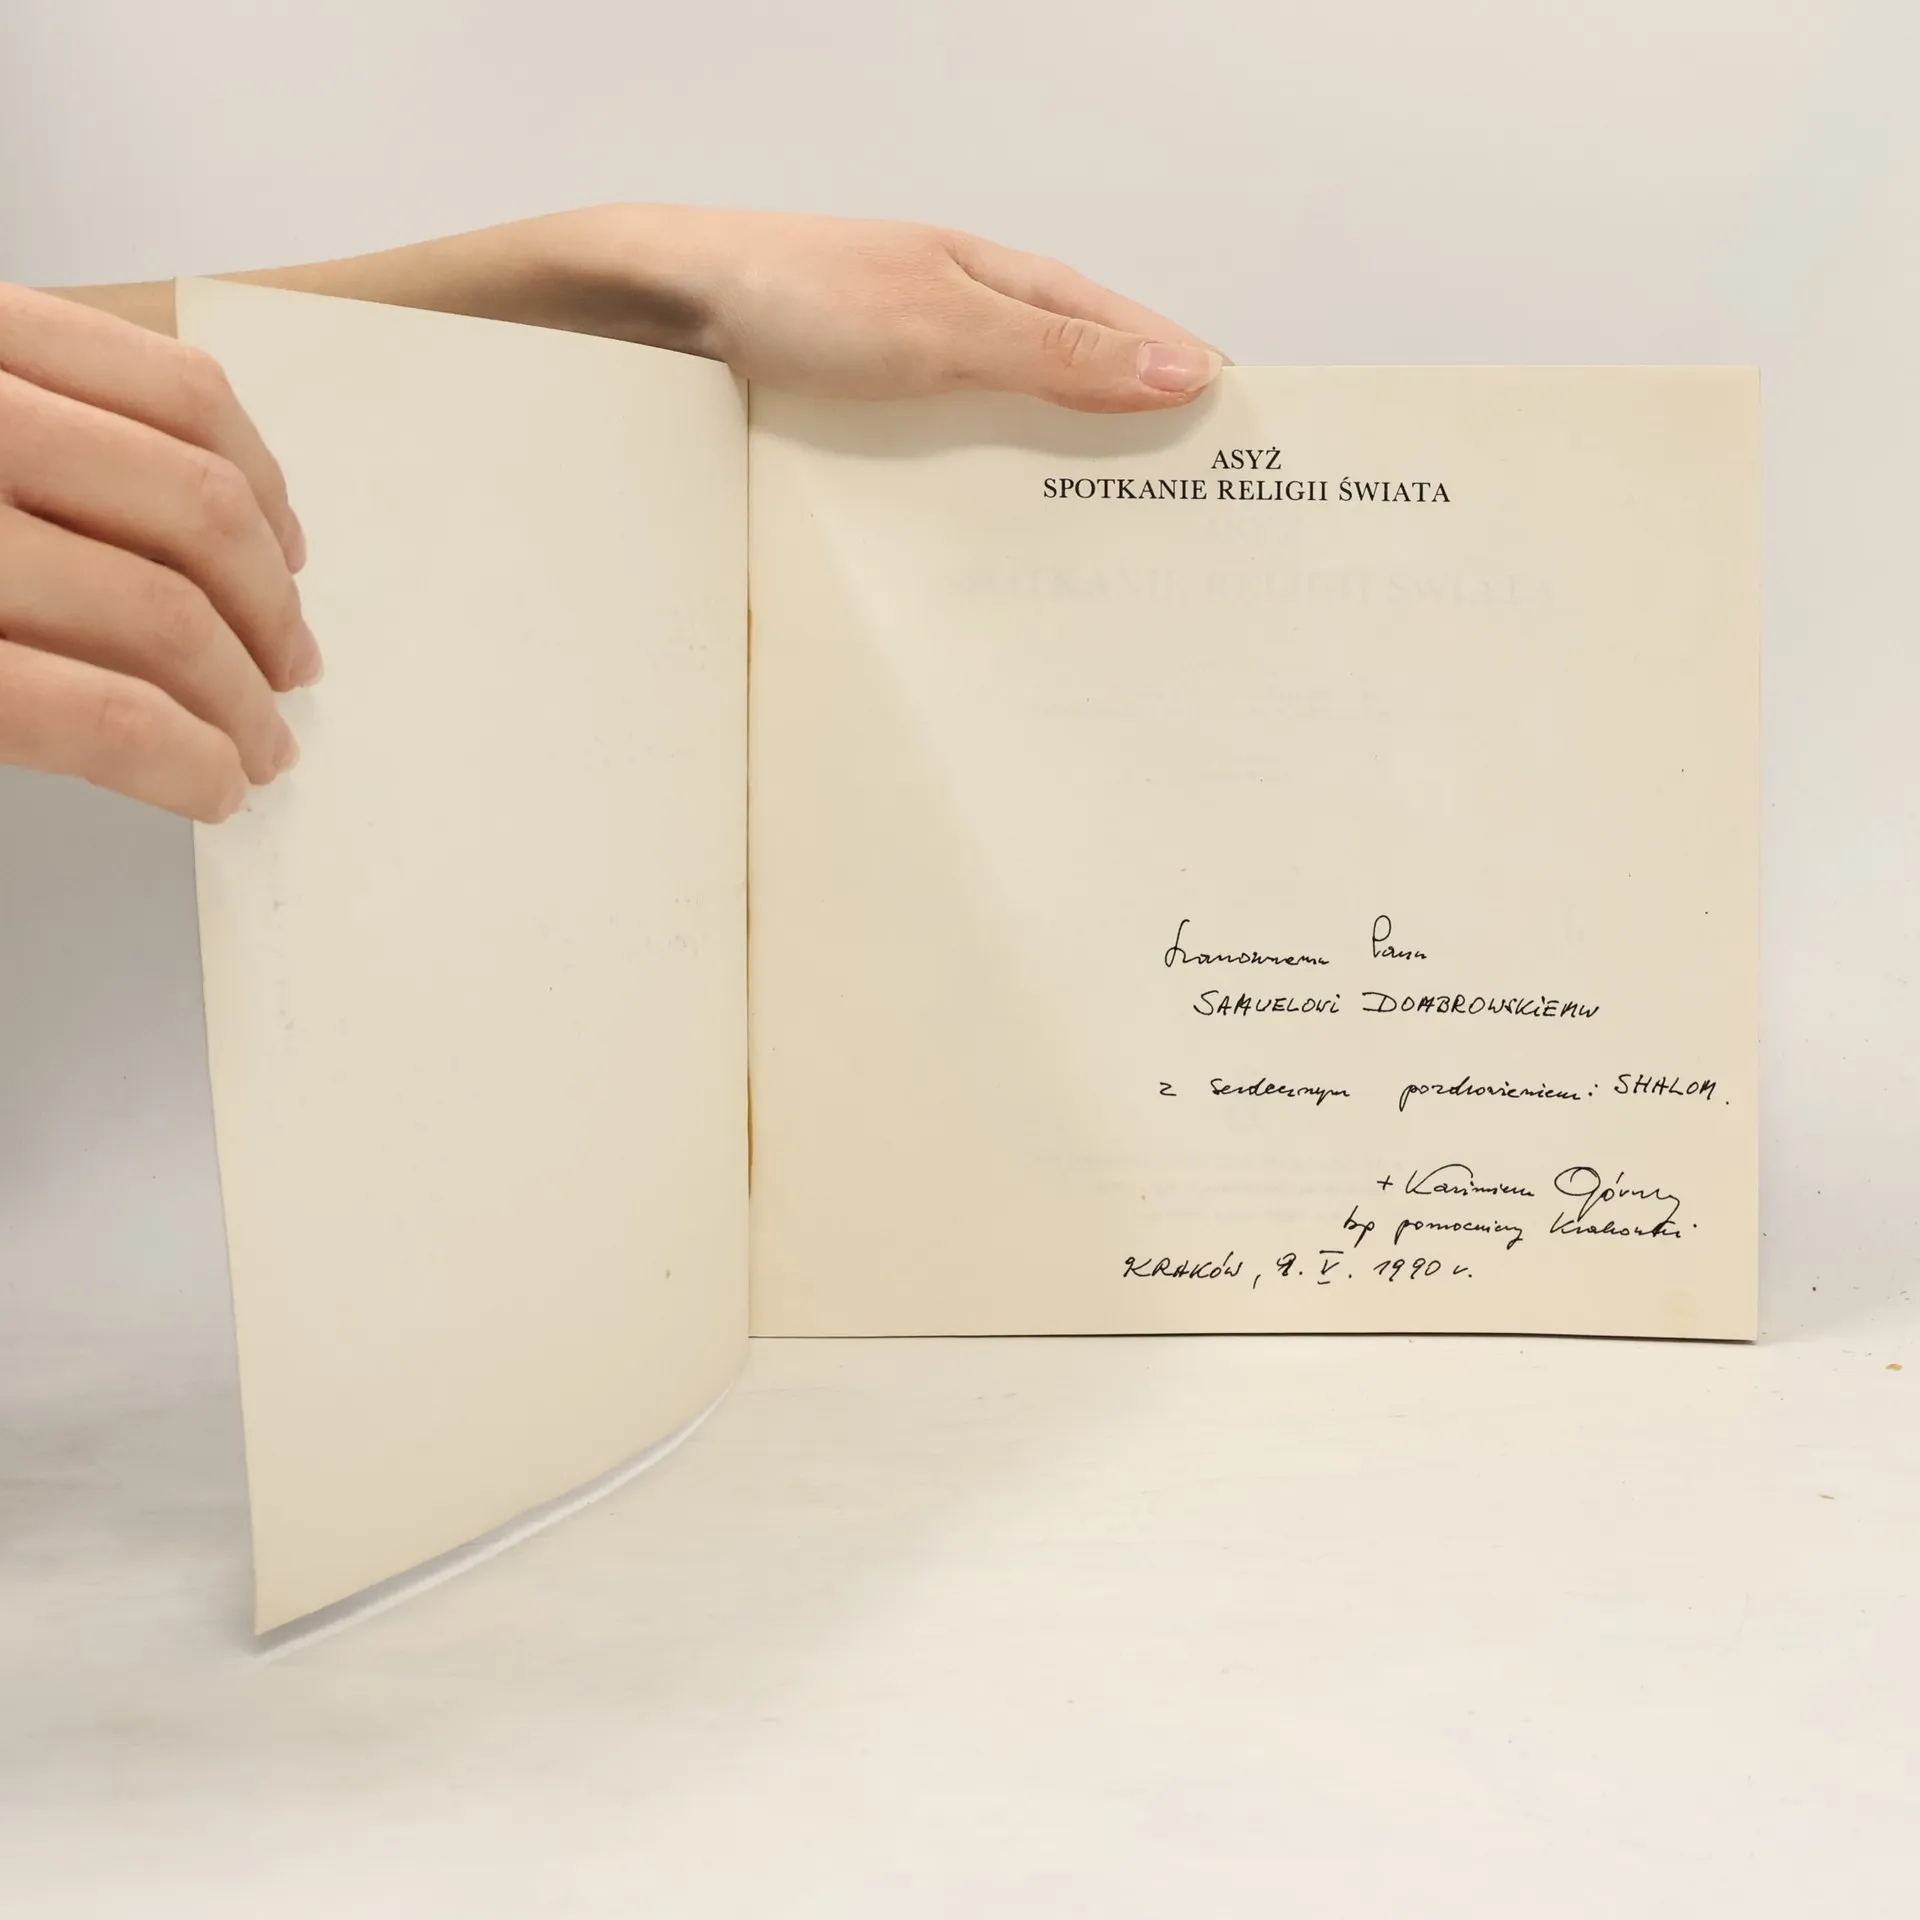 ASYŻ
SPOTKANIE RELIGII ŚWIATA
Szanownemu Panu
SAMUELOWI DOMBROWSKIEMU
z serdecznym pozdrowieniem: SHALOM.
+ Kazimierz Górny
bp pomocniczy Krakowski
KRAKÓW, 9. V. 1990 r.